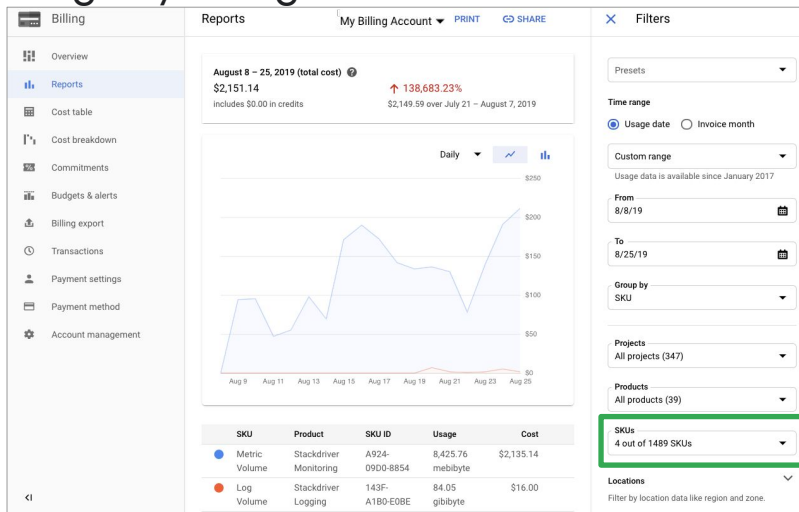 Billing
Overview
Reports
Cost table
Cost breakdown
Commitments
Budgets & alerts
Billing export
Transactions
Payment settings
Payment method
Account management
Reports
My Billing Account
PRINT
SHARE
August 8 – 25, 2019 (total cost)
$2,151.14
includes $0.00 in credits
138,683.23%
$2,149.59 over July 21 – August 7, 2019
Daily
$250
$200
$150
$100
$50
$0
Aug 9 Aug 11 Aug 13 Aug 15 Aug 17 Aug 19 Aug 21 Aug 23 Aug 25
SKU Product SKU ID Usage Cost
Metric Stackdriver A924- 8,425.76 $2,135.14
Volume Monitoring 09D0-8854 mebibyte
Log Stackdriver 143F- 84.05 $16.00
Volume Logging A1B0-E0BE gibibyte
Filters
Presets
Time range
Usage date Invoice month
Custom range
Usage data is available since January 2017
From
8/8/19
To
8/25/19
Group by
SKU
Projects
All projects (347)
Products
All products (39)
SKUs
4 out of 1489 SKUs
Locations
Filter by location data like region and zone.